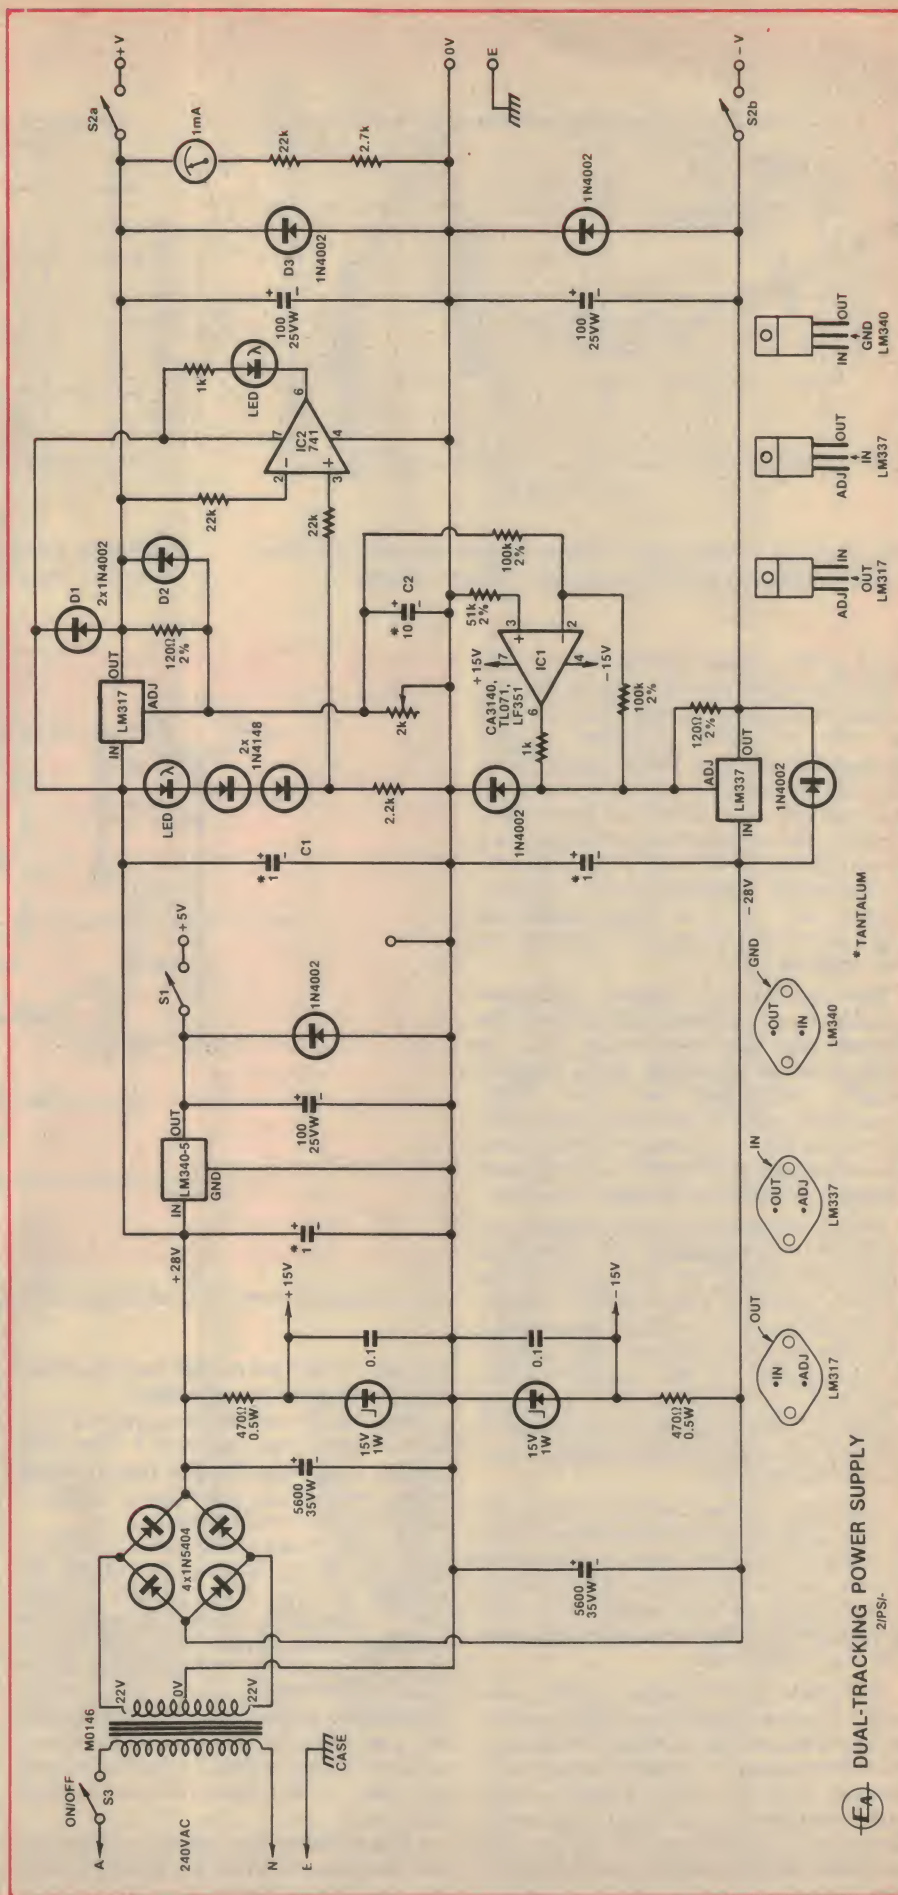 ON/OFF
S3
A
240VAC
N
E
CASE
M0146
22V
0V
22V
4x1N5404
5600
35VW
+
−
5600
35VW
+
−
470Ω
0.5W
15V
1W
0.1
+15V
15V
1W
0.1
−15V
470Ω
0.5W
+28V
* 1
+
−
IN
LM340-5
OUT
GND
100
25VW
+
−
1N4002
S1
+5V
* 1
+
−
C1
* 1
+
−
−28V
LED
λ
2x
1N4148
2.2k
IN
LM317
OUT
ADJ
D1
2x1N4002
120Ω
2%
D2
22k
22k
2
−
3
+
IC2
741
7
4
6
1k
LED
λ
2k
* 10
+
−
C2
51k
2%
100k
2%
+15V
7
3
+
2
−
IC1
4
−15V
6
CA3140,
TL071,
LF351
1k
100k
2%
1N4002
120Ω
2%
ADJ
IN
LM337
OUT
1N4002
100
25VW
+
−
D3
1N4002
1mA
22k
2.7k
S2a
+V
0V
E
100
25VW
+
−
1N4002
S2b
−V
OUT
•IN
•ADJ
LM317
IN
•OUT
•ADJ
LM337
GND
•OUT
•IN
LM340
* TANTALUM
ADJ
OUT
IN
LM317
ADJ
IN
OUT
LM337
IN
GND
OUT
LM340
EA
DUAL-TRACKING POWER SUPPLY
2/PS/-